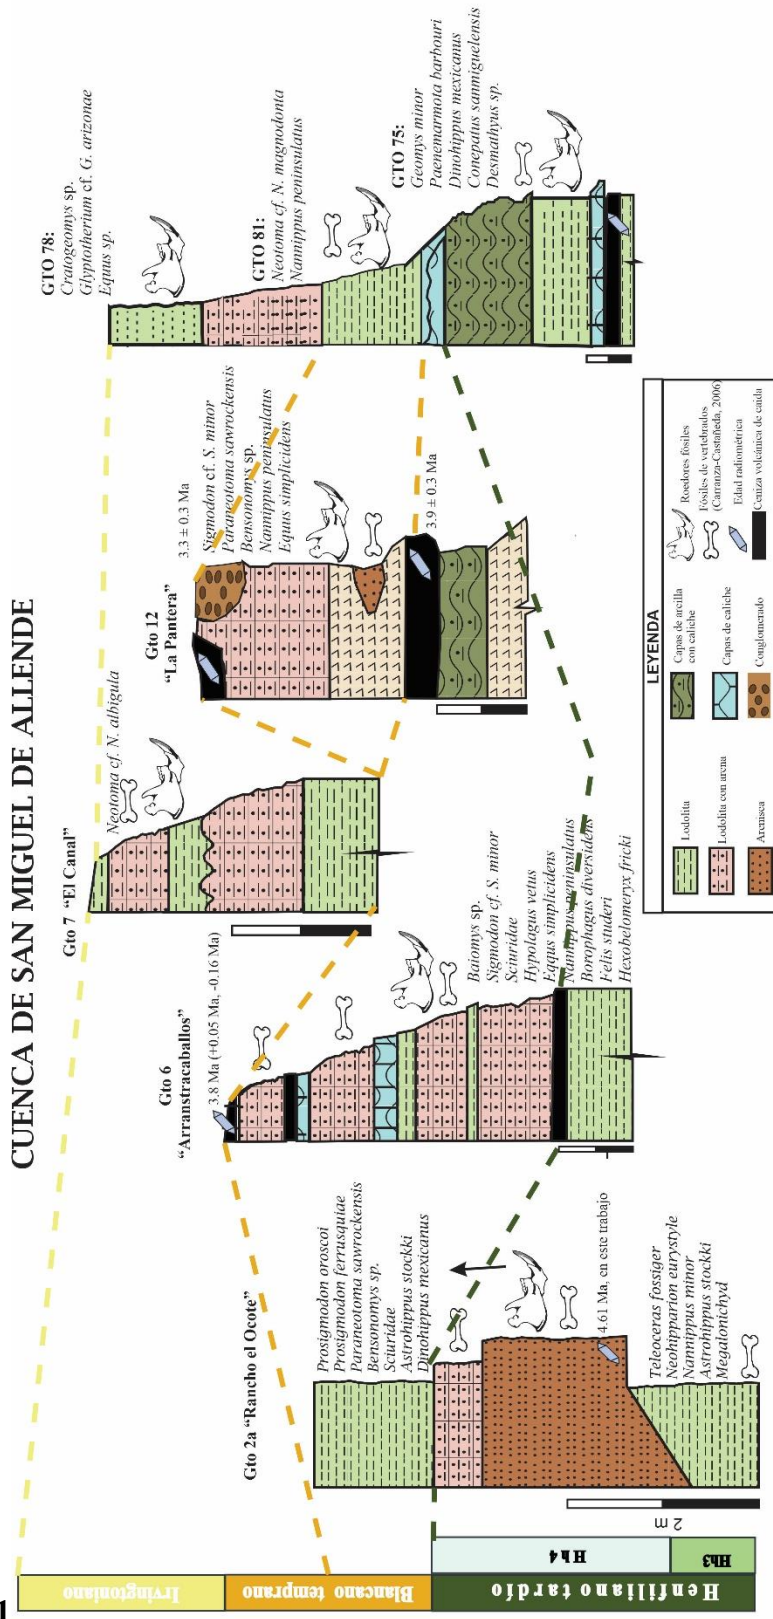 CUENCA DE SAN MIGUEL DE ALLENDE
Irvingtoniano
Blancano temprano
Henfiliano tardío
Hh4
Hh3
2 m
Gto 2a “Rancho el Ocote”
Prosigmodon oroscoi
Prosigmodon ferrusquiae
Paraneotoma sawrockensis
Bensonomys sp.
Sciuridae
Astrohippus stockki
Dinohippus mexicanus
4.61 Ma, en este trabajo
Teleoceras fossiger
Neohipparion eurystyle
Nannippus minor
Astrohippus stockki
Megalonichyd
Gto 6
“Arranstracaballos”
3.8 Ma (+0.05 Ma, -0.16 Ma)
Baiomys sp.
Sigmodon cf. S. minor
Sciuridae
Hypolagus vetus
Eqqus simplicidens
Nannippus peninsulatus
Borophagus diversidens
Felis studeri
Hexobelomeryx fricki
Gto 7 “El Canal”
Neotoma cf. N. albigula
Gto 12
“La Pantera”
3.3 ± 0.3 Ma
Sigmodon cf. S. minor
Paraneotoma sawrockensis
Bensonomys sp.
Nannippus peninsulatus
Equus simplicidens
3.9 ± 0.3 Ma
GTO 78:
Cratogeomys sp.
Glyptotherium cf. G. arizonae
Equus sp.
GTO 81:
Neotoma cf. N. magnodonta
Nannippus peninsulatus
GTO 75:
Geomys minor
Paenemarmota barbouri
Dinohippus mexicanus
Conepatus sanmiguelensis
Desmathyus sp.
LEYENDA
Lodolita
Lodolita con arena
Arenisca
Capas de arcilla
con caliche
Capas de caliche
Conglomerado
Roedores fósiles
Fósiles de vertebrados
(Carranza-Castañeda, 2006)
Edad radiométrica
Ceniza volcánica de caída